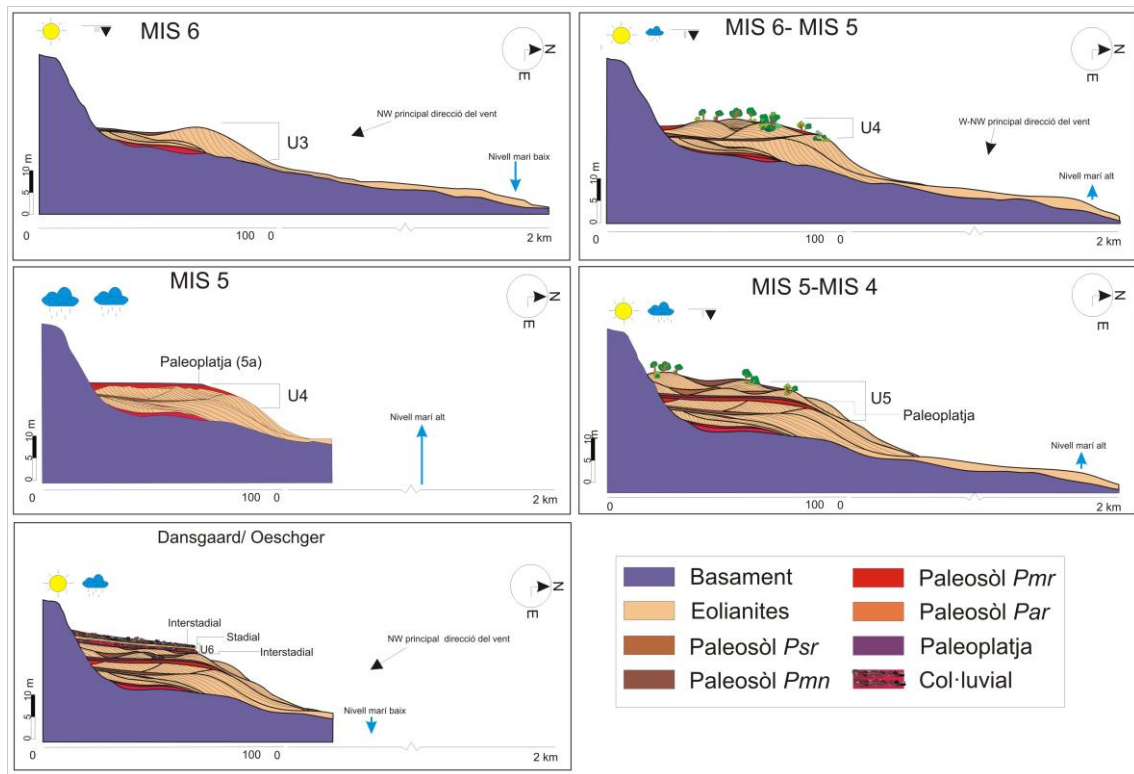 MIS 6
N
E
NW principal direcció del vent
U3
Nivell mari baix
10 m
5
0
0
100
0
2 km
MIS 6- MIS 5
N
E
W-NW principal direcció del vent
U4
Nivell marí alt
10 m
5
0
0
100
0
2 km
MIS 5
N
E
Paleoplatja (5a)
U4
Nivell marí alt
10 m
5
0
0
100
0
2 km
MIS 5-MIS 4
N
E
U5
Paleoplatja
Nivell marí alt
10 m
5
0
0
100
0
2 km
Dansgaard/ Oeschger
N
E
Interstadial
Stadial
U6
Interstadial
NW principal direcció del vent
Nivell marí baix
10 m
5
0
0
100
0
2 km
Basament
Eolianites
Paleosòl Psr
Paleosòl Pmn
Paleosòl Pmr
Paleosòl Par
Paleoplatja
Col·luvial